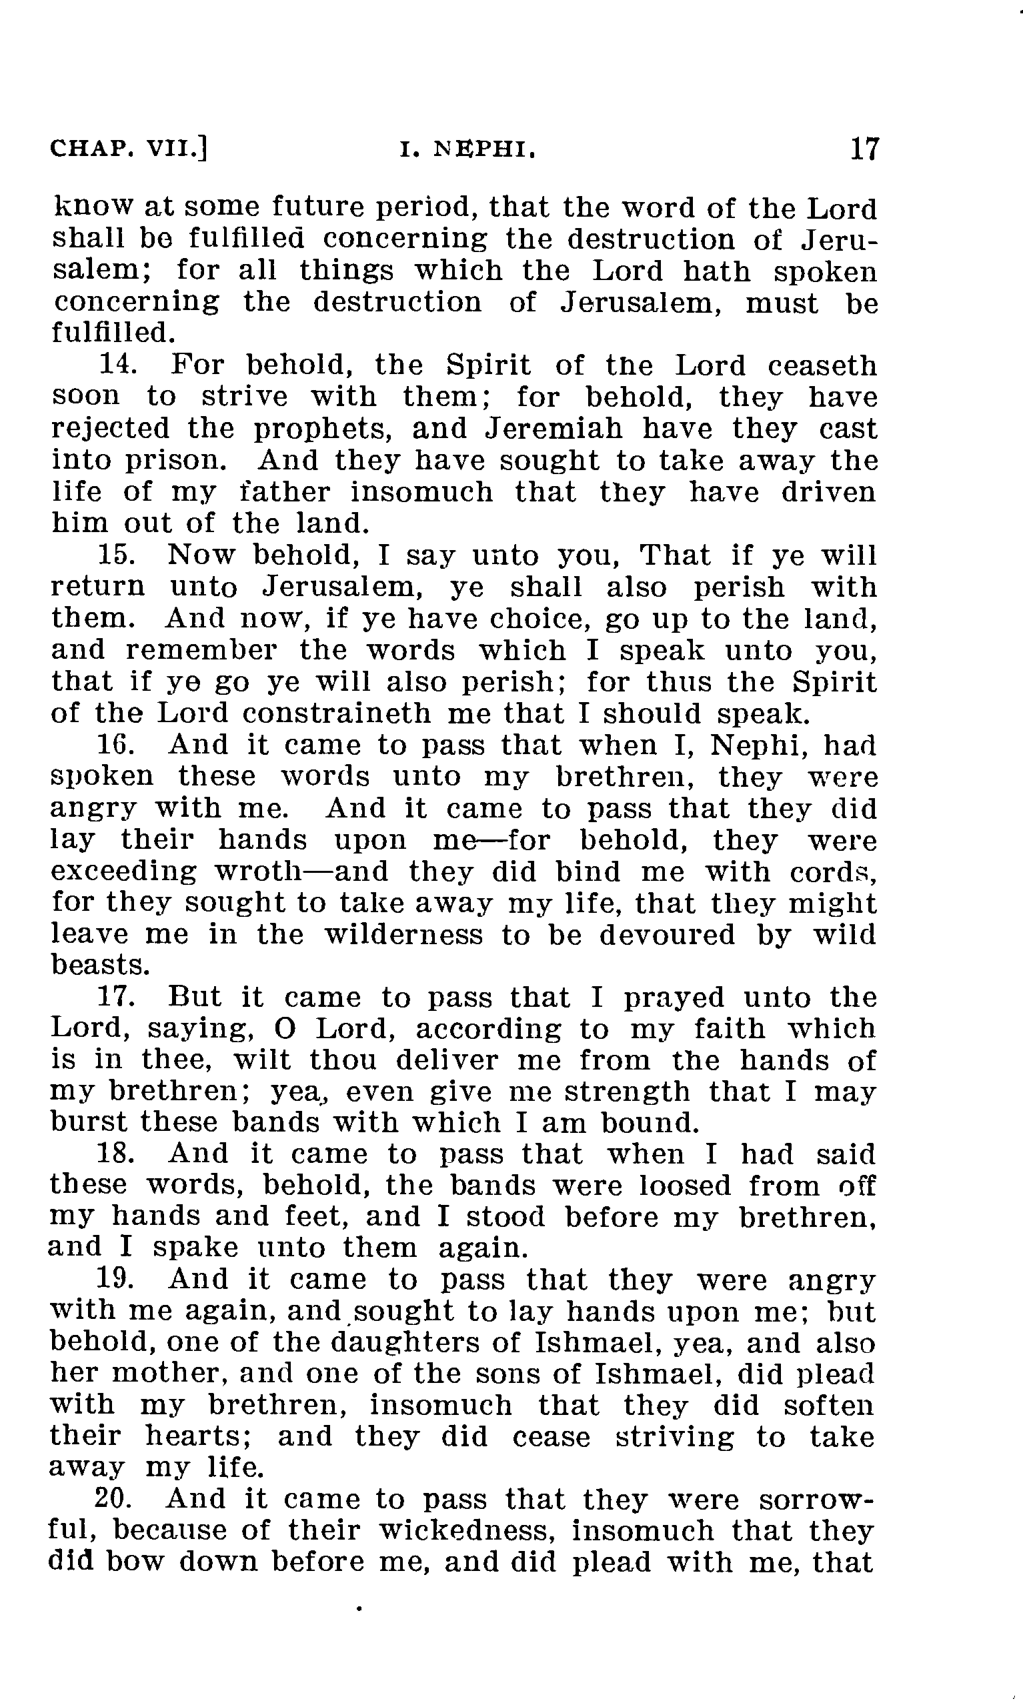 CHAP. VII.] I. NEPHI. 17
know at some future period, that the word of the Lord
shall be fulfilled concerning the destruction of Jeru-
salem; for all things which the Lord hath spoken
concerning the destruction of Jerusalem, must be
fulfilled.
14. For behold, the Spirit of the Lord ceaseth
soon to strive with them; for behold, they have
rejected the prophets, and Jeremiah have they cast
into prison. And they have sought to take away the
life of my father insomuch that they have driven
him out of the land.
15. Now behold, I say unto you, That if ye will
return unto Jerusalem, ye shall also perish with
them. And now, if ye have choice, go up to the land,
and remember the words which I speak unto you,
that if ye go ye will also perish; for thus the Spirit
of the Lord constraineth me that I should speak.
16. And it came to pass that when I, Nephi, had
spoken these words unto my brethren, they were
angry with me. And it came to pass that they did
lay their hands upon me—for behold, they were
exceeding wroth—and they did bind me with cords,
for they sought to take away my life, that they might
leave me in the wilderness to be devoured by wild
beasts.
17. But it came to pass that I prayed unto the
Lord, saying, O Lord, according to my faith which
is in thee, wilt thou deliver me from the hands of
my brethren; yea, even give me strength that I may
burst these bands with which I am bound.
18. And it came to pass that when I had said
these words, behold, the bands were loosed from off
my hands and feet, and I stood before my brethren,
and I spake unto them again.
19. And it came to pass that they were angry
with me again, and sought to lay hands upon me; but
behold, one of the daughters of Ishmael, yea, and also
her mother, and one of the sons of Ishmael, did plead
with my brethren, insomuch that they did soften
their hearts; and they did cease striving to take
away my life.
20. And it came to pass that they were sorrow-
ful, because of their wickedness, insomuch that they
did bow down before me, and did plead with me, that